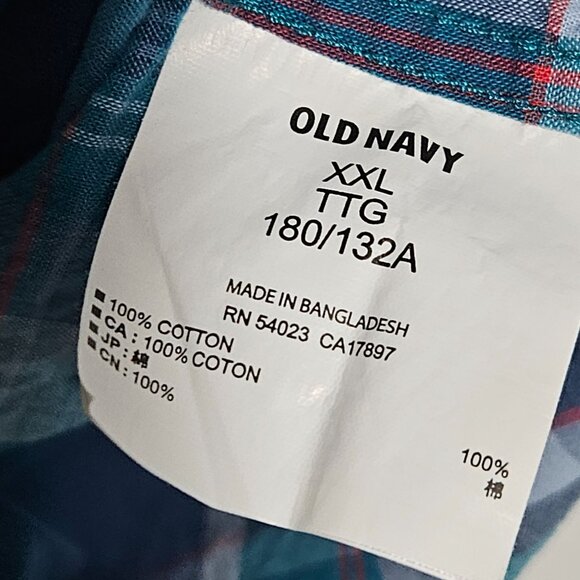 OLD NAVY
XXL
TTG
180/132A
MADE IN BANGLADESH
RN 54023 CA17897
■ 100% COTTON
■ CA : 100% COTON
■ JP : 綿
■ CN : 100%
100%
棉